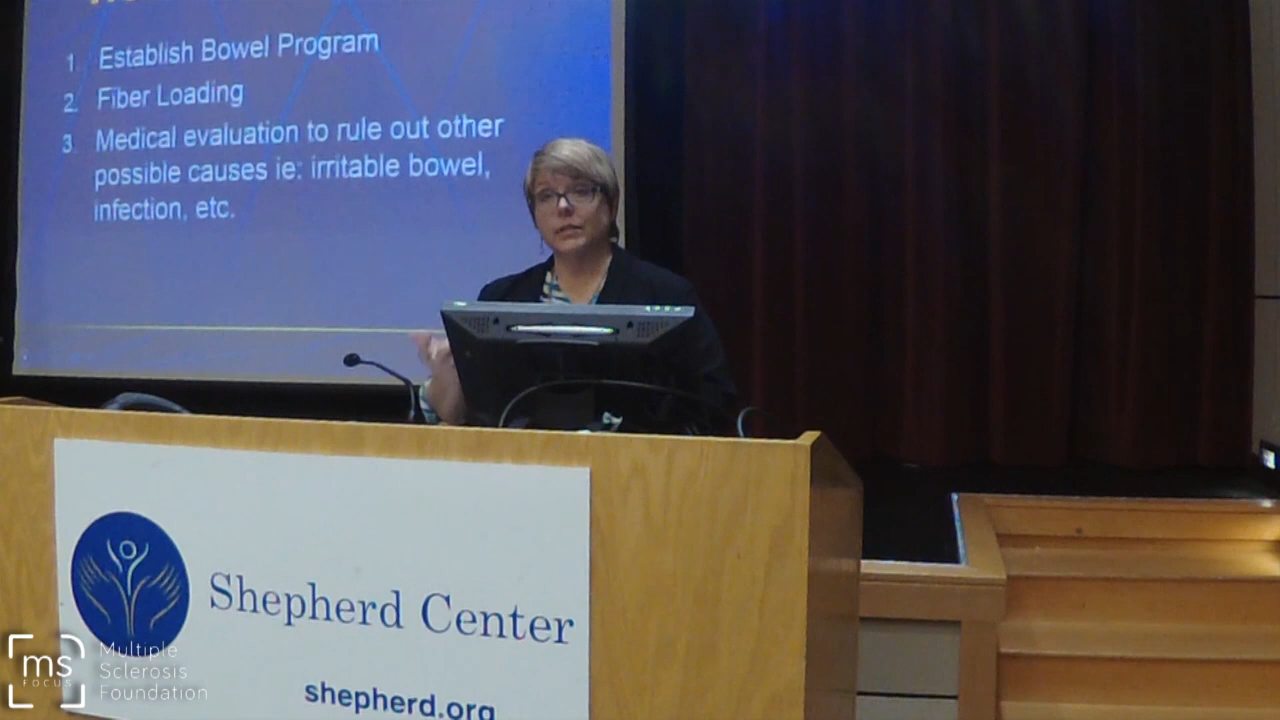 1. Establish Bowel Program
2. Fiber Loading
3. Medical evaluation to rule out other
possible causes ie: irritable bowel,
infection, etc.
Shepherd Center
shepherd.org
ms
FOCUS
Multiple
Sclerosis
Foundation